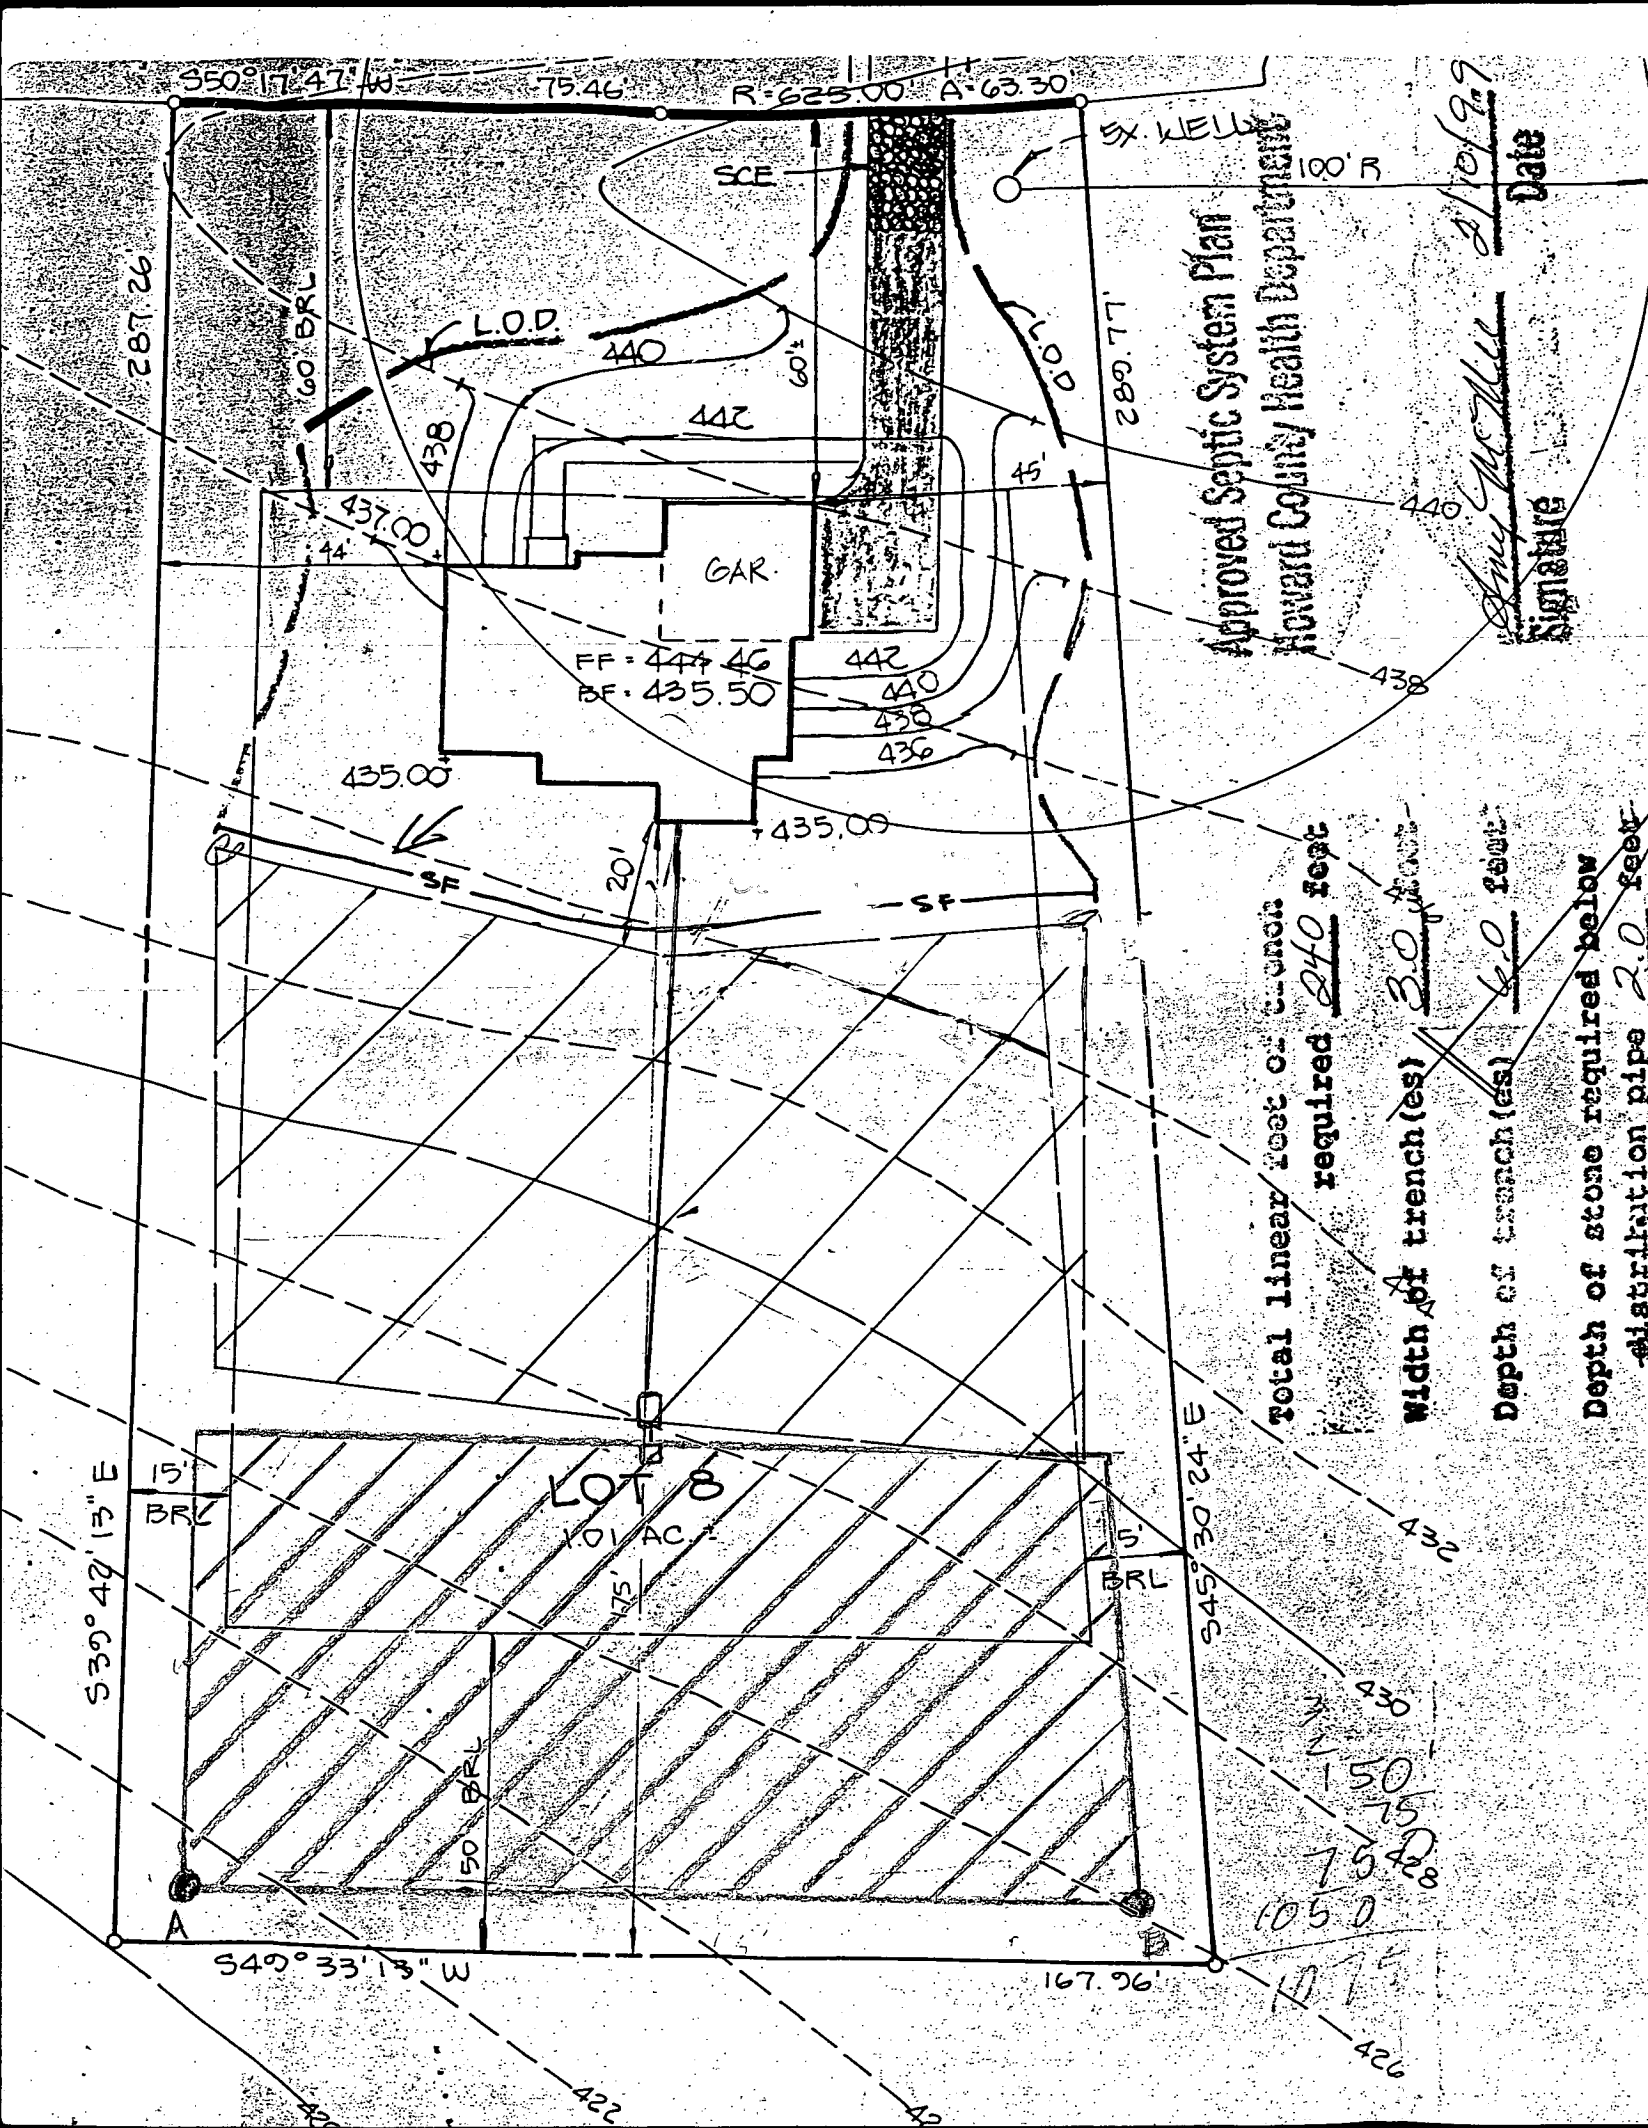 S50°17'47" W 75.46' R=625.00' A=63.30'
EX. WELL
100' R
SCE
287.26'
60 BRL
L.O.D.
440
60'±
L.O.D
289.77'
442
438
45'
437.00
44'
440
GAR.
FF = 444.46
BF = 435.50
442
440
438
436
438
435.00
435.00
20'
SF
SF
Approved Septic System Plan
Howard County Health Department
Signature
Date
Total linear feet of trench
required 240 feet
Width of trench(es) 3.0
Depth of trench(es) 6.0 feet
Depth of stone required below
distribution pipe 2.0 feet
LOT 8
1.01 AC.
15'
BRL
5'
BRL
175'
150 BRL
S39° 42' 13" E
S45° 30' 24" E
432
430
150
75
75
428
1050
1075
A
B
S49° 33' 13" W
167.96'
426
422